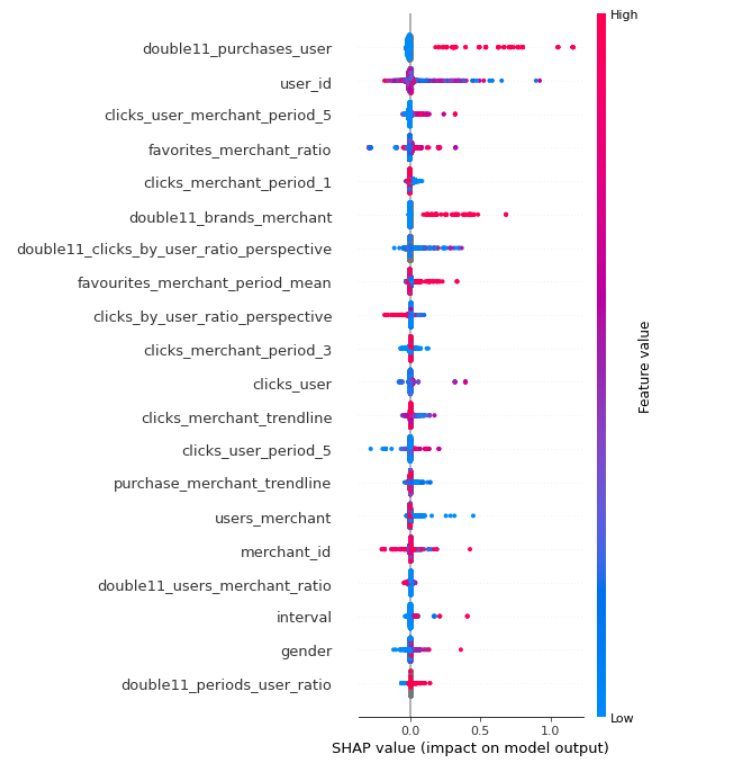 High
double11_purchases_user
user_id
clicks_user_merchant_period_5
favorites_merchant_ratio
clicks_merchant_period_1
double11_brands_merchant
double11_clicks_by_user_ratio_perspective
favourites_merchant_period_mean
clicks_by_user_ratio_perspective
clicks_merchant_period_3
clicks_user
clicks_merchant_trendline
clicks_user_period_5
purchase_merchant_trendline
users_merchant
merchant_id
double11_users_merchant_ratio
interval
gender
double11_periods_user_ratio
Feature value
Low
0.0 0.5 1.0
SHAP value (impact on model output)